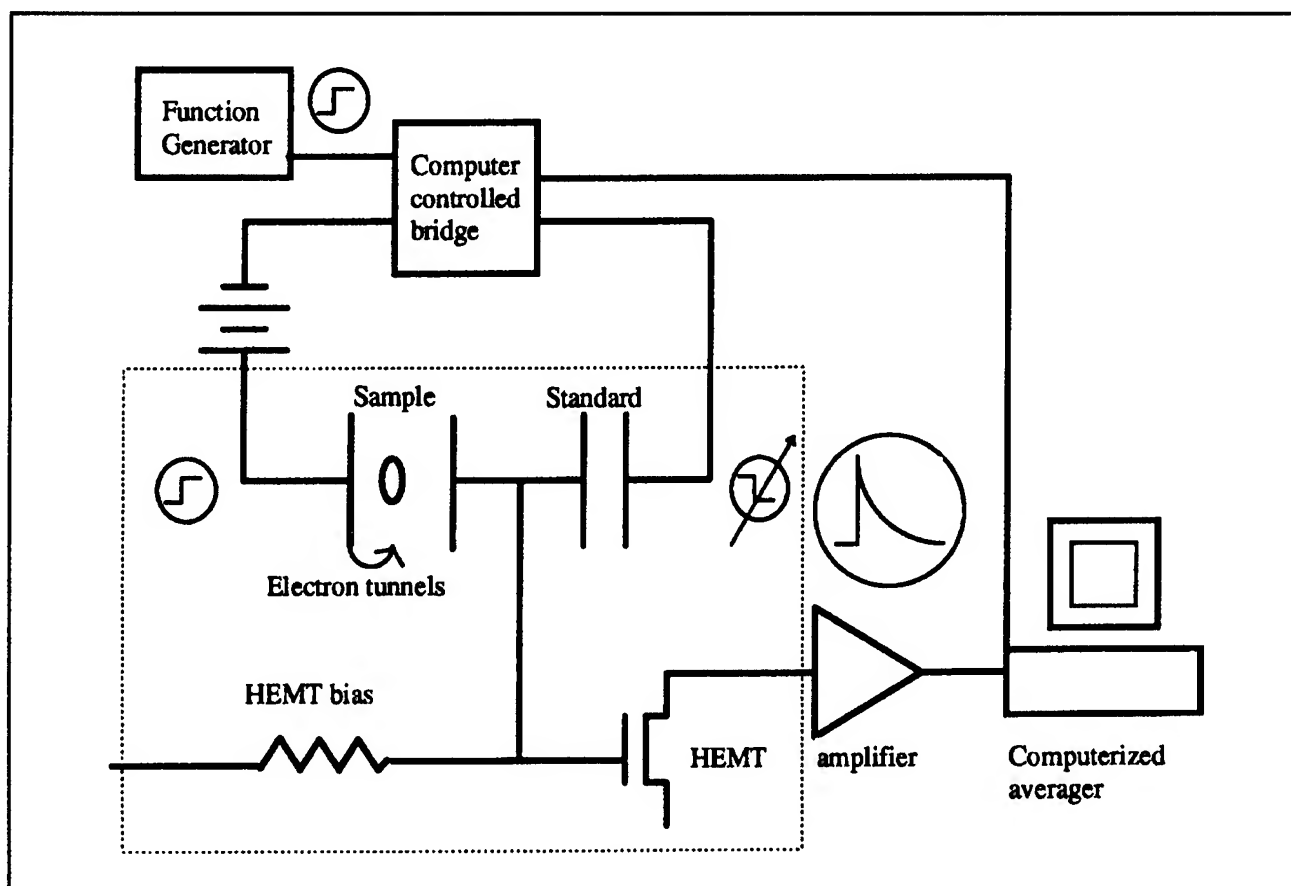 Function
Generator
Computer
controlled
bridge
Sample
Standard
Electron tunnels
HEMT bias
HEMT
amplifier
Computerized
averager